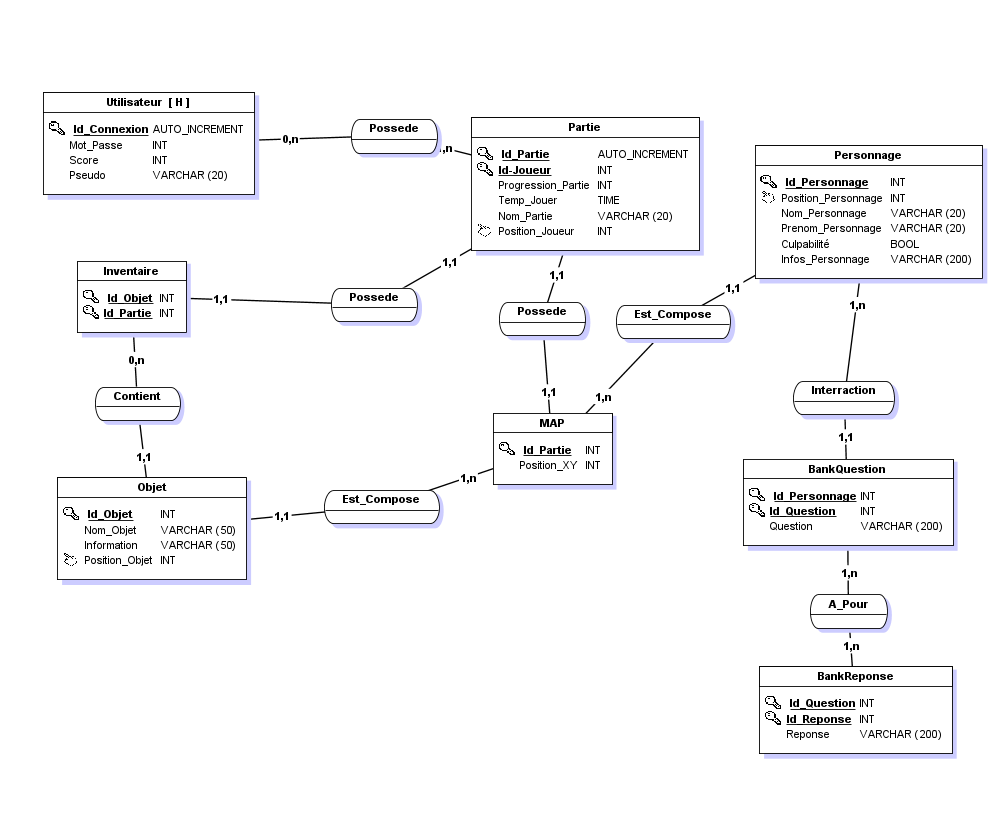 Utilisateur [ H ]
Id_Connexion AUTO_INCREMENT
Mot_Passe INT
Score INT
Pseudo VARCHAR (20)
0,n
Possede
,n
Partie
Id_Partie AUTO_INCREMENT
Id-Joueur INT
Progression_Partie INT
Temp_Jouer TIME
Nom_Partie VARCHAR (20)
Position_Joueur INT
Personnage
Id_Personnage INT
Position_Personnage INT
Nom_Personnage VARCHAR (20)
Prenom_Personnage VARCHAR (20)
Culpabilité BOOL
Infos_Personnage VARCHAR (200)
Inventaire
Id_Objet INT
Id_Partie INT
1,1
Possede
1,1
1,1
Possede
1,1
1,1
Est_Compose
1,n
1,n
Interraction
1,1
0,n
Contient
1,1
MAP
Id_Partie INT
Position_XY INT
Objet
Id_Objet INT
Nom_Objet VARCHAR (50)
Information VARCHAR (50)
Position_Objet INT
1,1
Est_Compose
1,n
BankQuestion
Id_Personnage INT
Id_Question INT
Question VARCHAR (200)
1,n
A_Pour
1,n
BankReponse
Id_Question INT
Id_Reponse INT
Reponse VARCHAR (200)